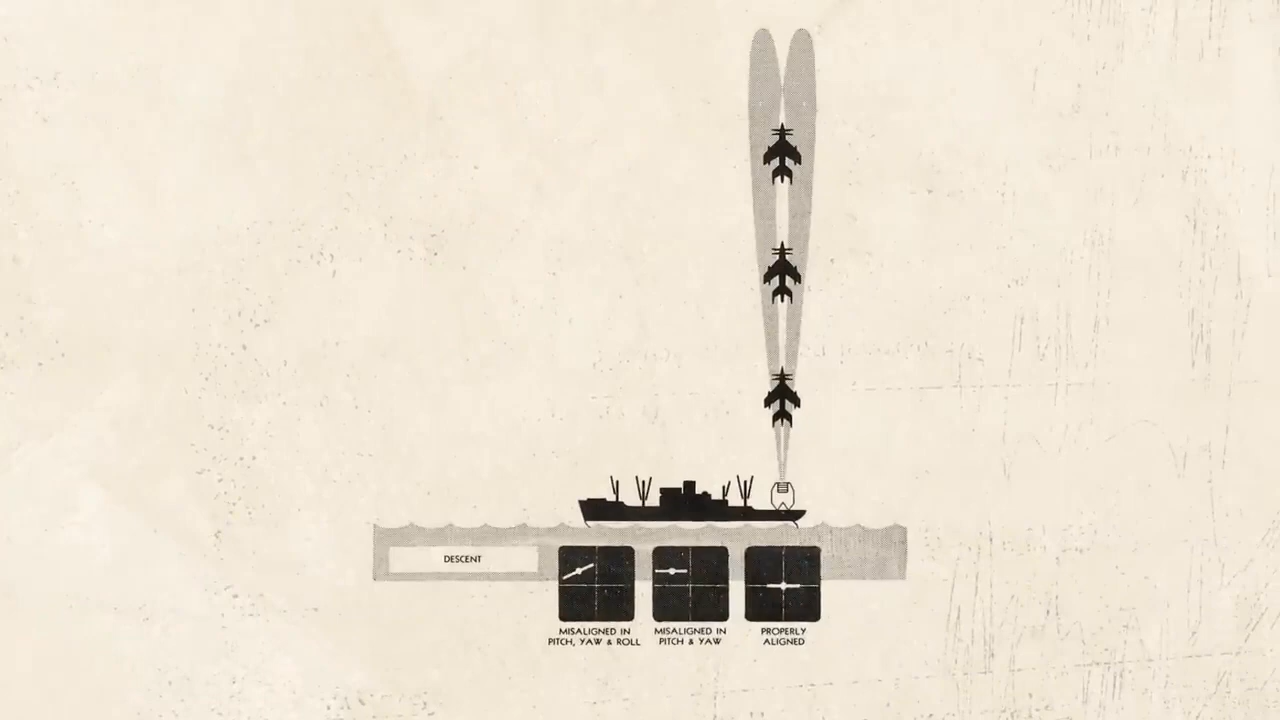 DESCENT
MISALIGNED IN
PITCH, YAW & ROLL
MISALIGNED IN
PITCH & YAW
PROPERLY
ALIGNED